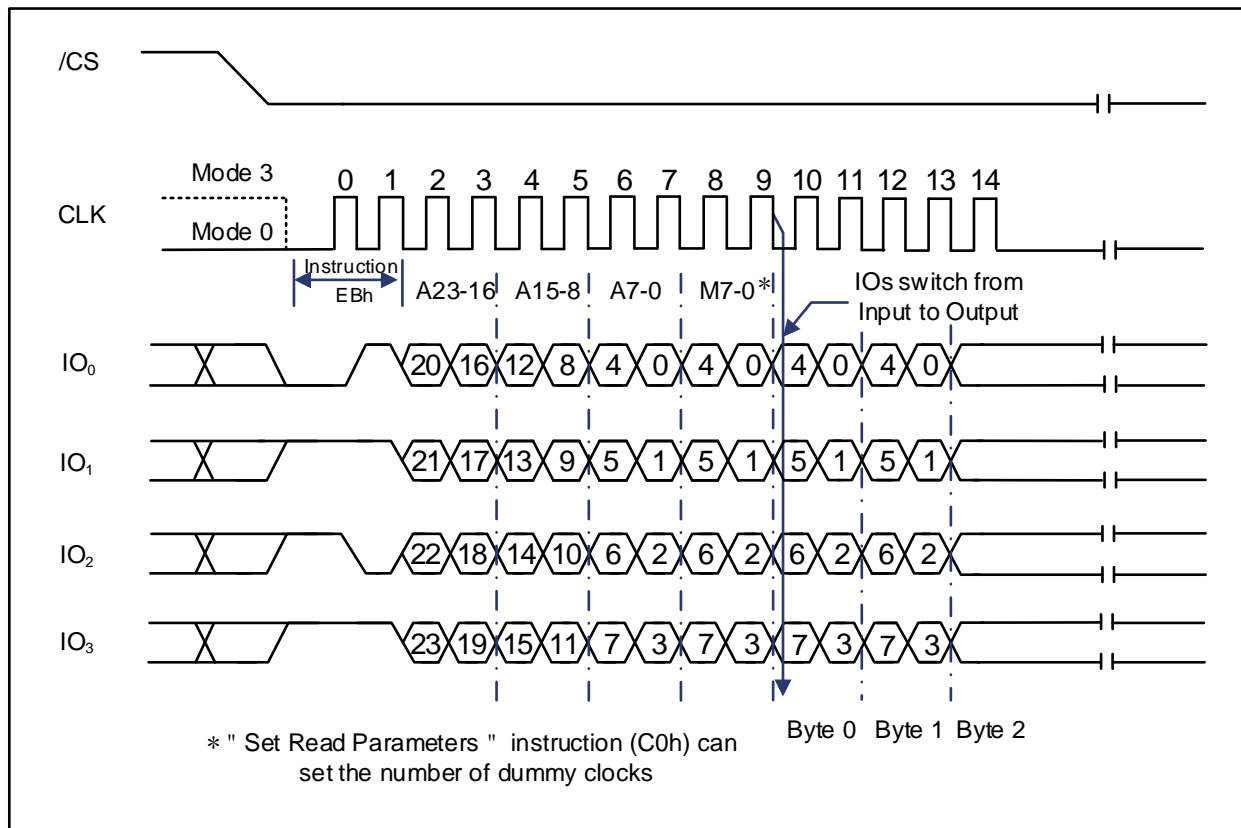 /CS
Mode 3
0 1 2 3 4 5 6 7 8 9 10 11 12 13 14
CLK
Mode 0
Instruction
EBh
A23-16 A15-8 A7-0 M7-0*
IOs switch from
Input to Output
IO₀ 20 16 12 8 4 0 4 0 4 0 4 0
IO₁ 21 17 13 9 5 1 5 1 5 1 5 1
IO₂ 22 18 14 10 6 2 6 2 6 2 6 2
IO₃ 23 19 15 11 7 3 7 3 7 3 7 3
Byte 0 Byte 1 Byte 2
* " Set Read Parameters " instruction (C0h) can
set the number of dummy clocks